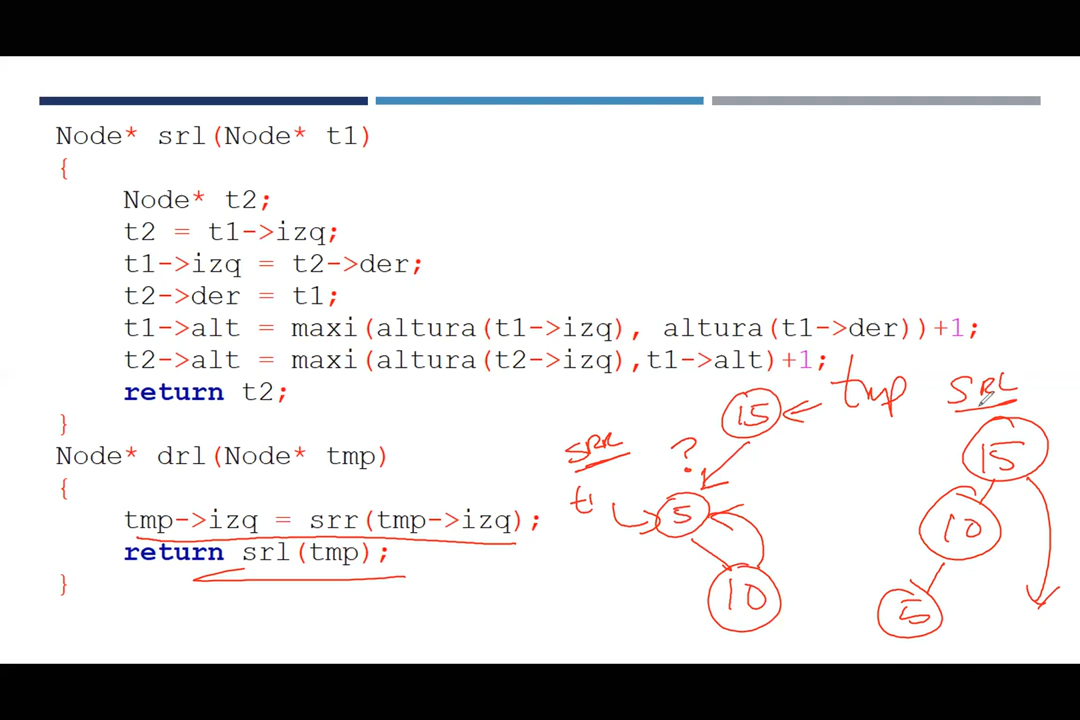 Node* srl(Node* t1)
{
Node* t2;
t2 = t1->izq;
t1->izq = t2->der;
t2->der = t1;
t1->alt = maxi(altura(t1->izq), altura(t1->der))+1;
t2->alt = maxi(altura(t2->izq),t1->alt)+1;
return t2;
}
Node* drl(Node* tmp)
{
tmp->izq = srr(tmp->izq);
return srl(tmp);
}
tmp
15
SRR
?
t1
5
10
SRL
15
10
5